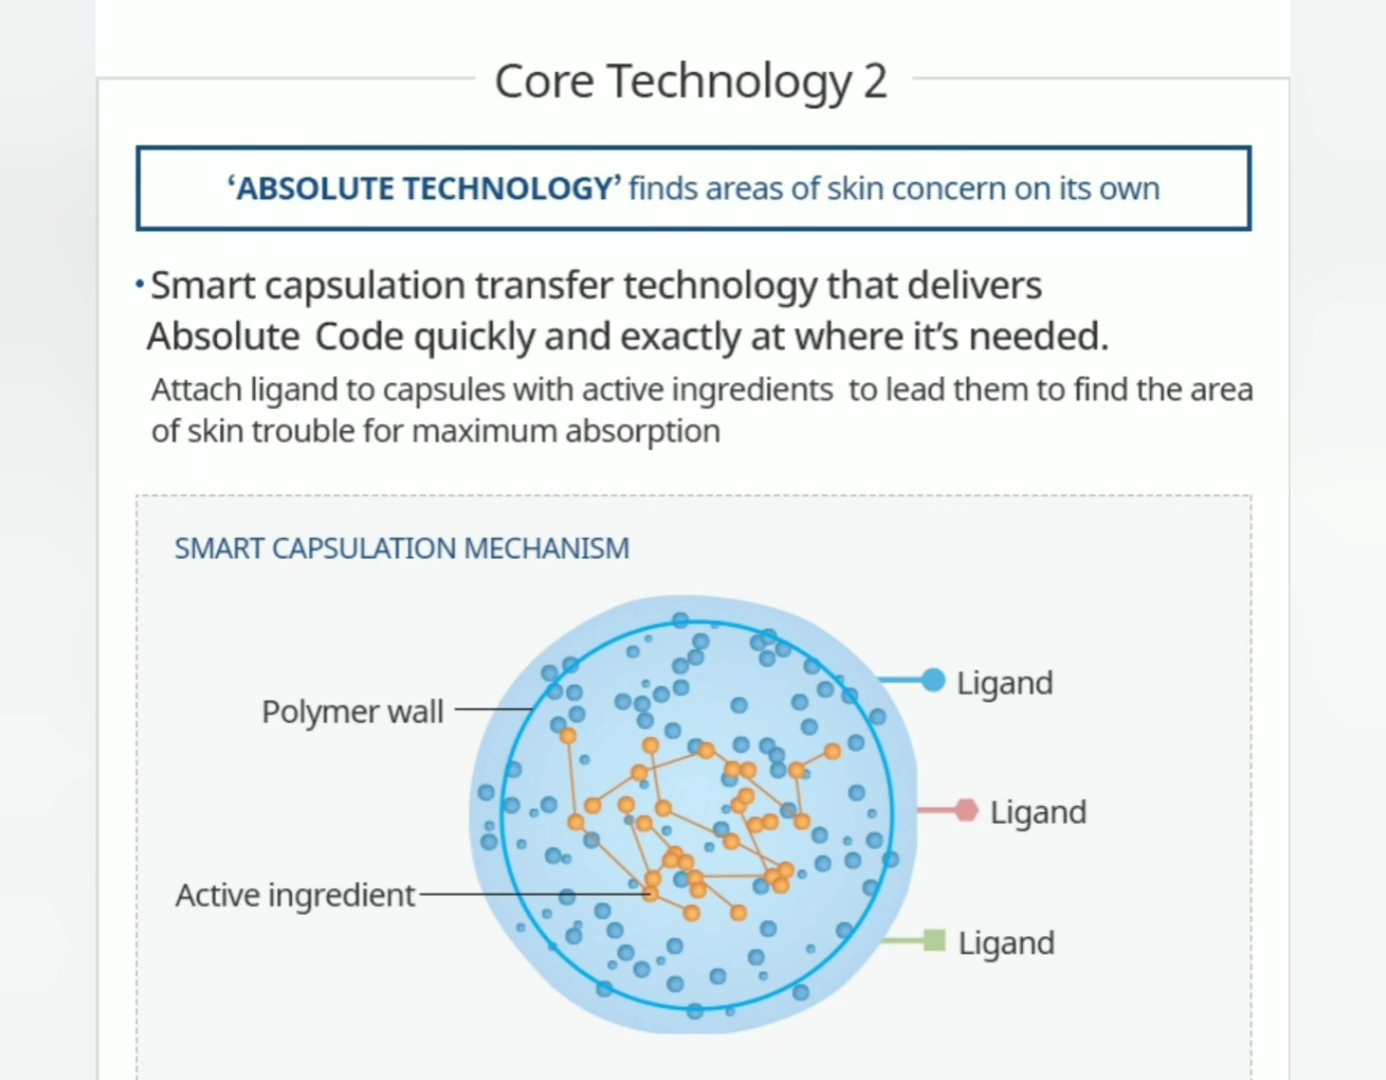 Core Technology 2
‘ABSOLUTE TECHNOLOGY’ finds areas of skin concern on its own
• Smart capsulation transfer technology that delivers
Absolute Code quickly and exactly at where it’s needed.
Attach ligand to capsules with active ingredients to lead them to find the area
of skin trouble for maximum absorption
SMART CAPSULATION MECHANISM
Ligand
Polymer wall
Ligand
Active ingredient
Ligand